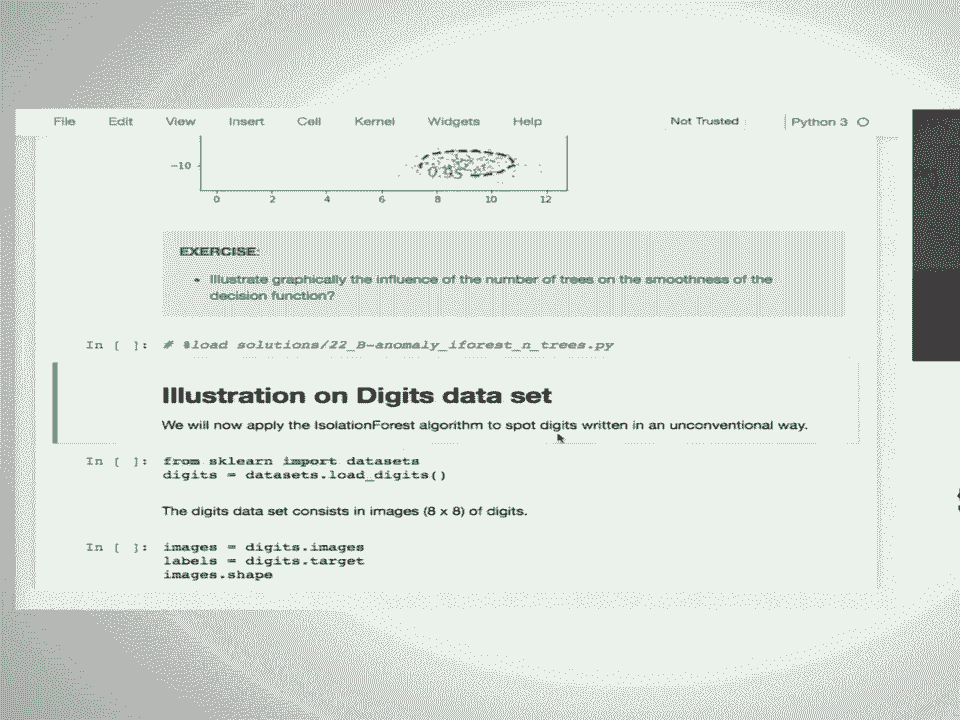 File Edit View Insert Cell Kernel Widgets Help Not Trusted Python 3
-10
0.95
0 2 4 6 8 10 12
EXERCISE:
• Illustrate graphically the influence of the number of trees on the smoothness of the
decision function?
In [ ]: # %load solutions/22_B-anomaly_iforest_n_trees.py
Illustration on Digits data set
We will now apply the IsolationForest algorithm to spot digits written in an unconventional way.
In [ ]: from sklearn import datasets
digits = datasets.load_digits()
The digits data set consists in images (8 x 8) of digits.
In [ ]: images = digits.images
labels = digits.target
images.shape